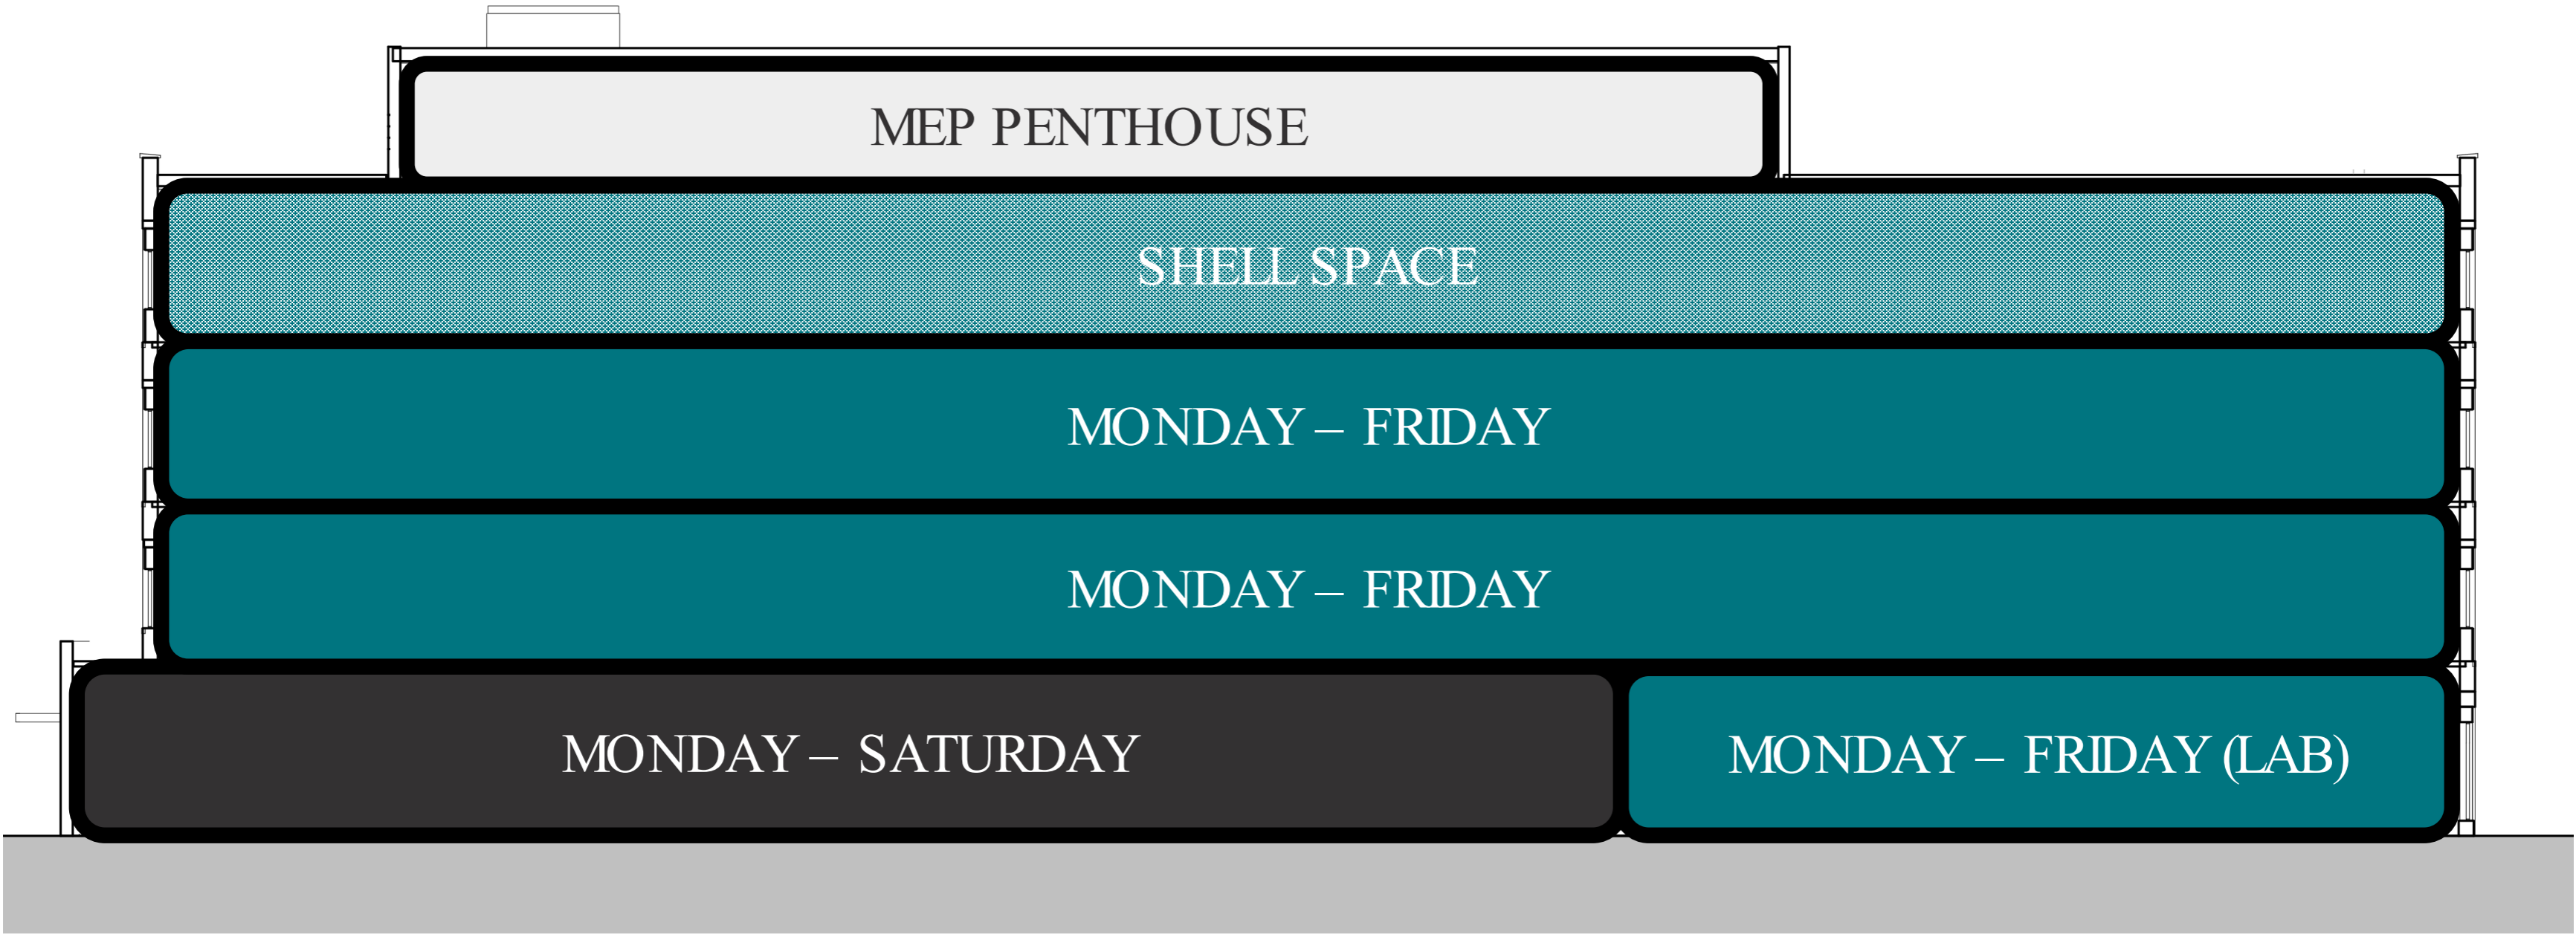 MEP PENTHOUSE
SHELL SPACE
MONDAY – FRIDAY
MONDAY – FRIDAY
MONDAY – SATURDAY
MONDAY – FRIDAY (LAB)